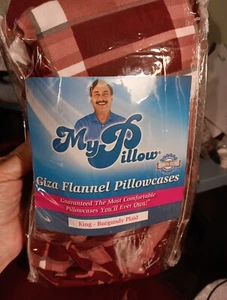 MyPillow®
Giza Flannel Pillowcases
"Guaranteed The Most Comfortable
Pillowcases You'll Ever Own!"
King - Burgundy Plaid